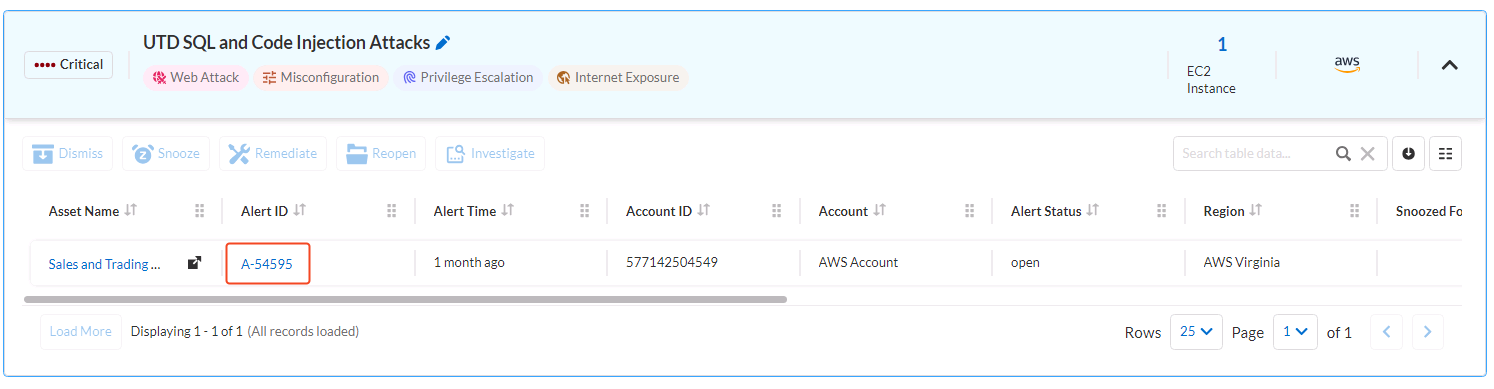 UTD SQL and Code Injection Attacks
Critical
Web Attack Misconfiguration Privilege Escalation Internet Exposure
1
EC2
Instance
aws
Dismiss Snooze Remediate Reopen Investigate
Search table data...
Asset Name Alert ID Alert Time Account ID Account Alert Status Region Snoozed Fo
Sales and Trading ... A-54595 1 month ago 577142504549 AWS Account open AWS Virginia
Load More Displaying 1 - 1 of 1 (All records loaded) Rows 25 Page 1 of 1